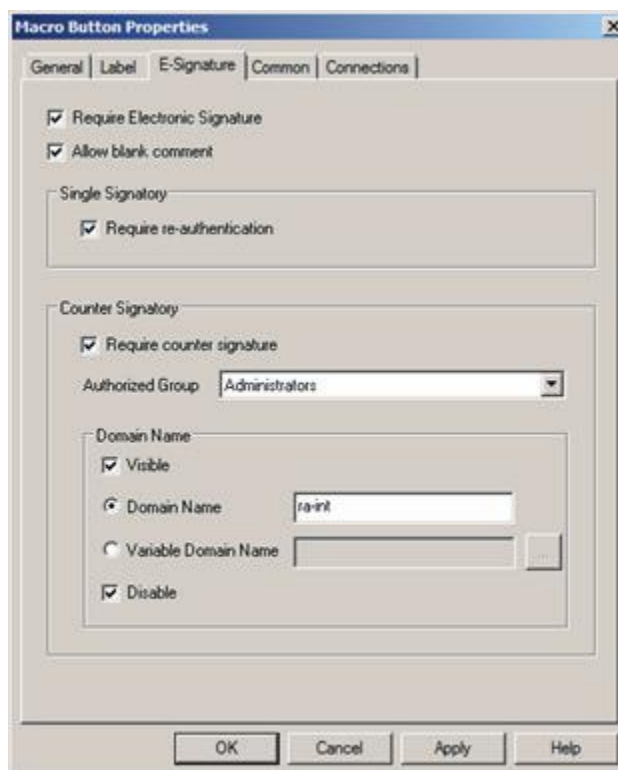 Macro Button Properties
General Label E-Signature Common Connections
Require Electronic Signature
Allow blank comment
Single Signatory
Require re-authentication
Counter Signatory
Require counter signature
Authorized Group Administrators
Domain Name
Visible
Domain Name ra-int
Variable Domain Name ...
Disable
OK Cancel Apply Help